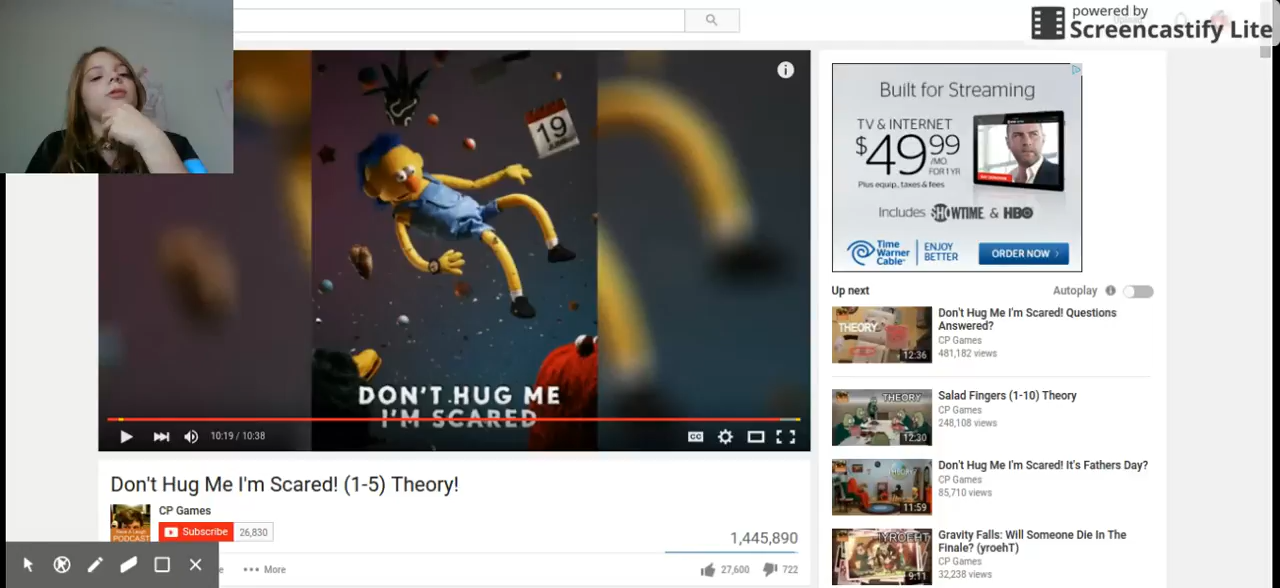 powered by
Screencastify Lite
19
DON'T HUG ME
I'M SCARED
10:19 / 10:38
CC
Built for Streaming
TV & INTERNET
$49.99
/MO
FOR 1 YR
Plus equip., taxes & fees
Includes SHOWTIME & HBO
Time
Warner
Cable
ENJOY
BETTER
ORDER NOW
Up next
Autoplay
THEORY
12:36
Don't Hug Me I'm Scared! Questions
Answered?
CP Games
481,182 views
THEORY
12:30
Salad Fingers (1-10) Theory
CP Games
248,108 views
THEORY
11:59
Don't Hug Me I'm Scared! It's Fathers Day?
CP Games
85,710 views
YROEHT
9:11
Gravity Falls: Will Someone Die In The
Finale? (yroehT)
CP Games
32,238 views
Don't Hug Me I'm Scared! (1-5) Theory!
CP Games
PODCAST
Subscribe
26,830
1,445,890
More
27,600
722